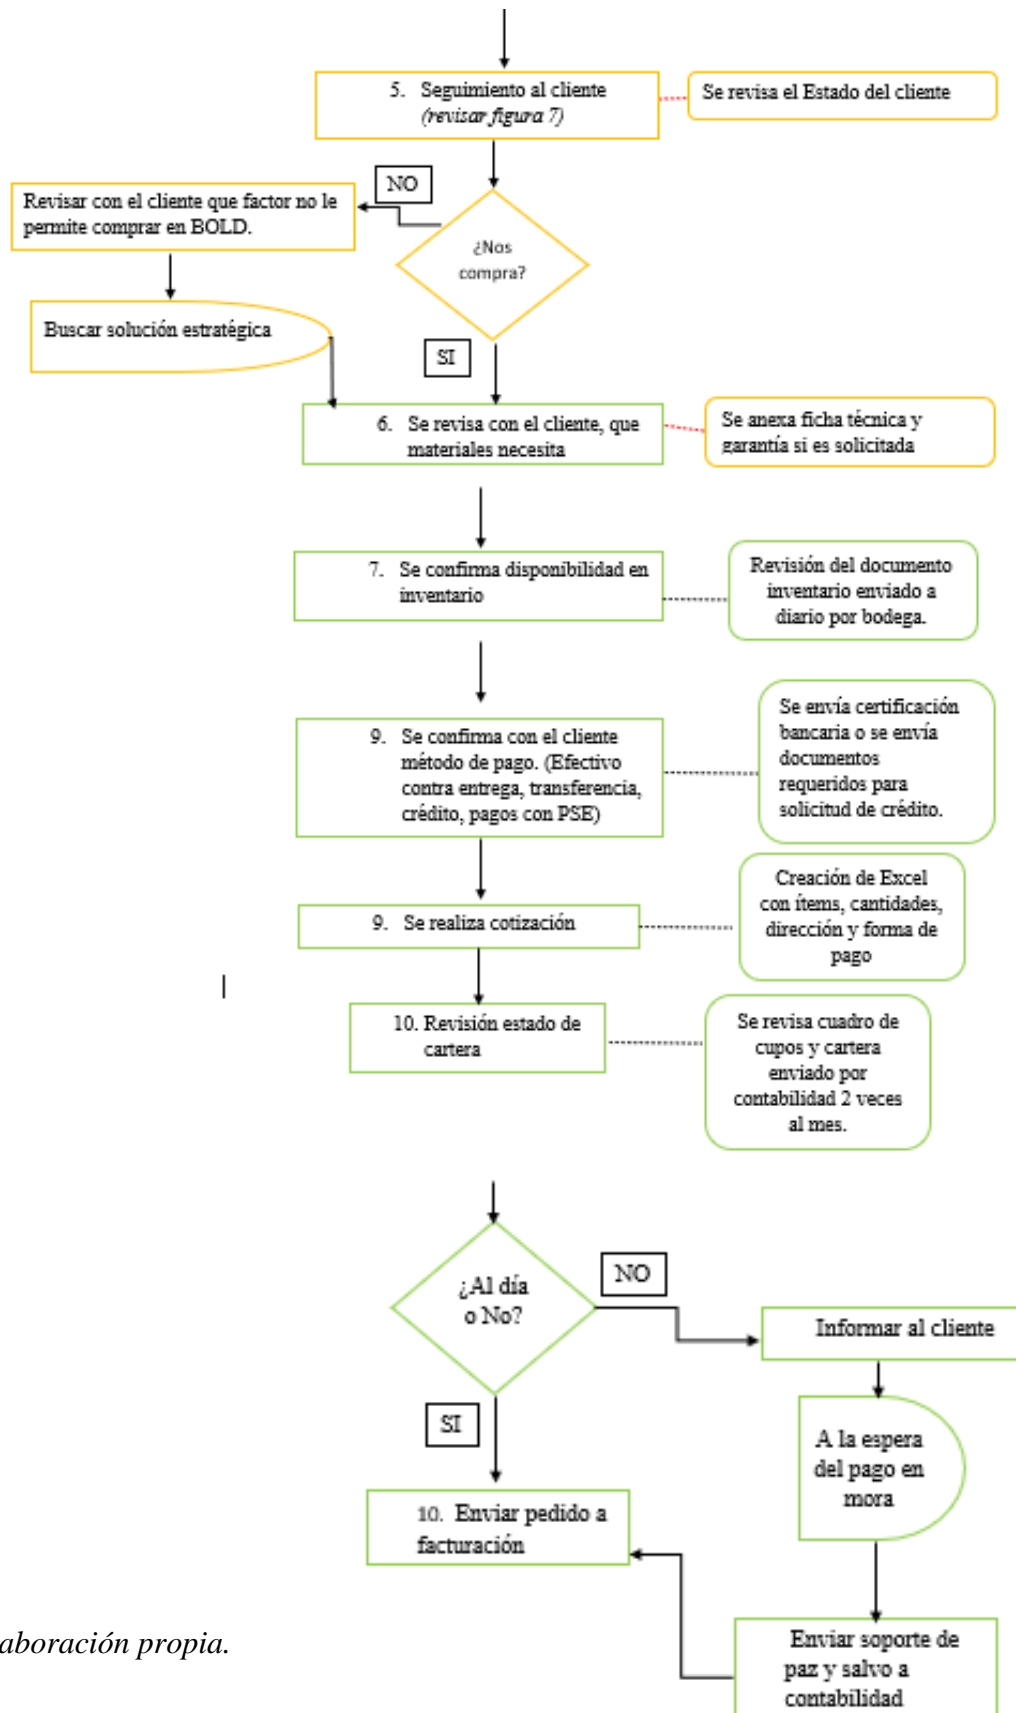 5. Seguimiento al cliente
(revisar figura 7)
Se revisa el Estado del cliente
NO
Revisar con el cliente que factor no le
permite comprar en BOLD.
¿Nos
compra?
Buscar solución estratégica
SI
6. Se revisa con el cliente, que
materiales necesita
Se anexa ficha técnica y
garantía si es solicitada
7. Se confirma disponibilidad en
inventario
Revisión del documento
inventario enviado a
diario por bodega.
9. Se confirma con el cliente
método de pago. (Efectivo
contra entrega, transferencia,
crédito, pagos con PSE)
Se envía certificación
bancaria o se envía
documentos
requeridos para
solicitud de crédito.
9. Se realiza cotización
Creación de Excel
con ítems, cantidades,
dirección y forma de
pago
10. Revisión estado de
cartera
Se revisa cuadro de
cupos y cartera
enviado por
contabilidad 2 veces
al mes.
¿Al día
o No?
NO
Informar al cliente
SI
A la espera
del pago en
mora
10. Enviar pedido a
facturación
Enviar soporte de
paz y salvo a
contabilidad
aboración propia.